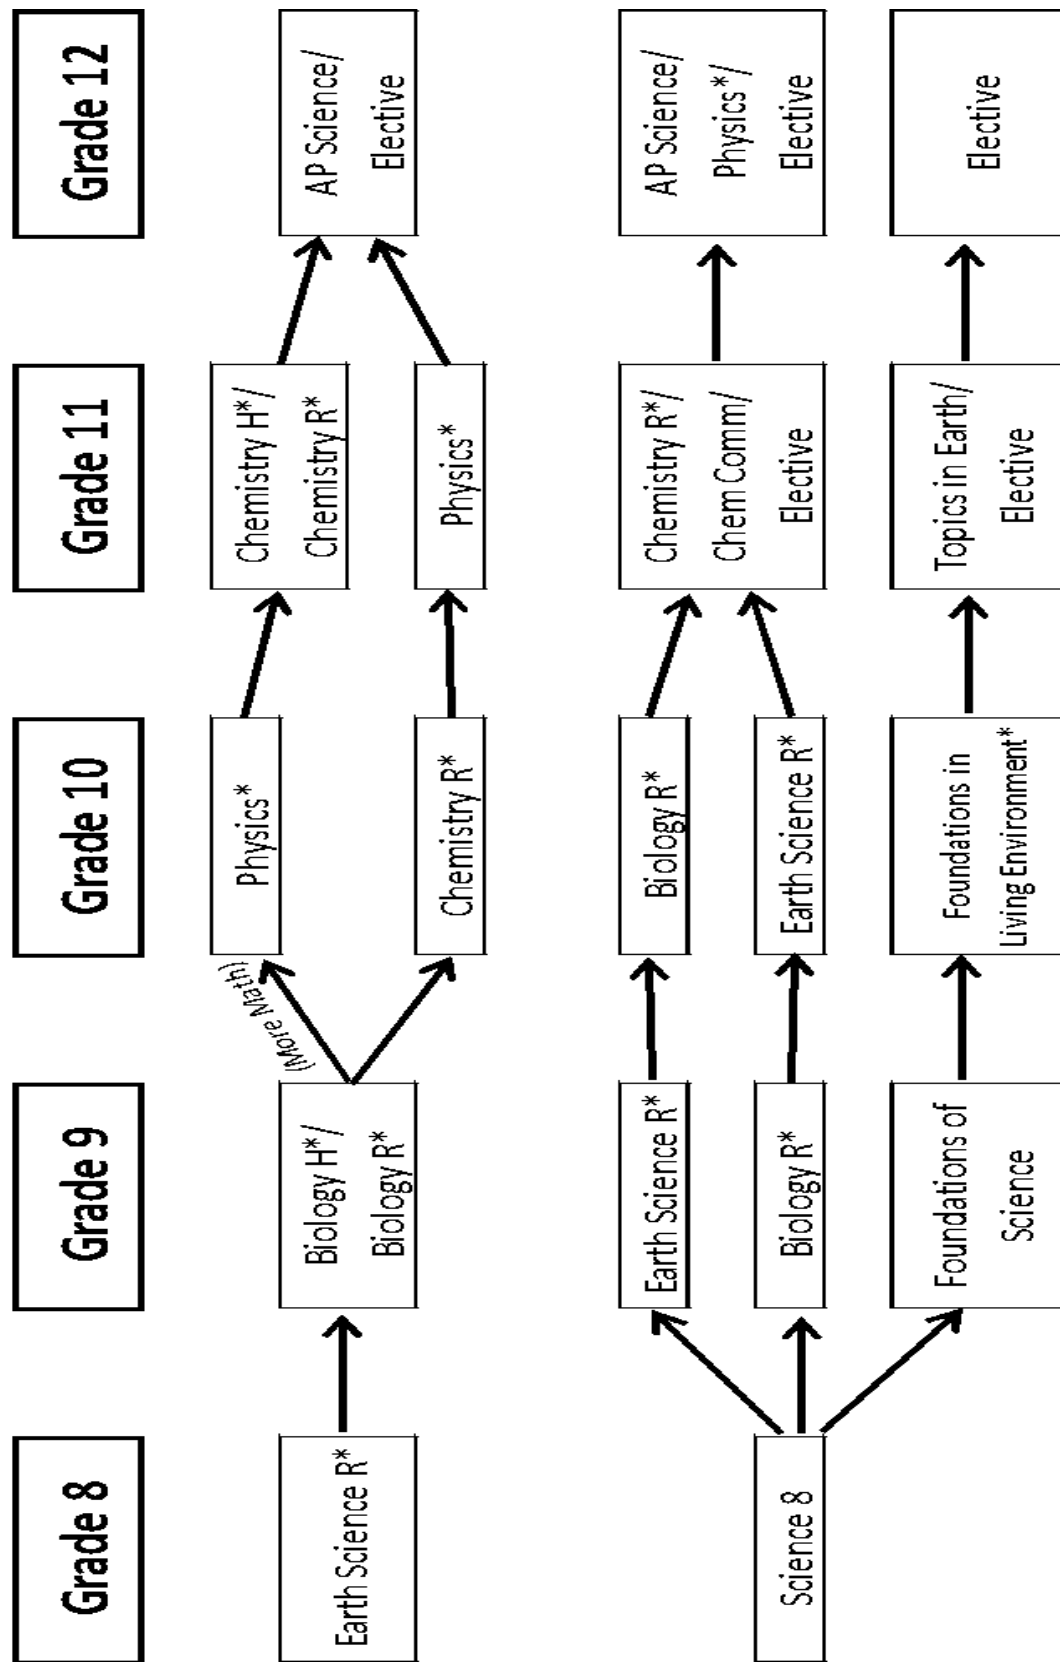 Grade 8
Grade 9
Grade 10
Grade 11
Grade 12
Earth Science R*
Biology H*/
Biology R*
(More Math)
Physics*
Chemistry R*
Chemistry H*/
Chemistry R*
Physics*
AP Science/
Elective
Science 8
Earth Science R*
Biology R*
Foundations of
Science
Biology R*
Earth Science R*
Foundations in
Living Environment*
Chemistry R*/
Chem Comm/
Elective
Topics in Earth/
Elective
AP Science/
Physics*/
Elective
Elective